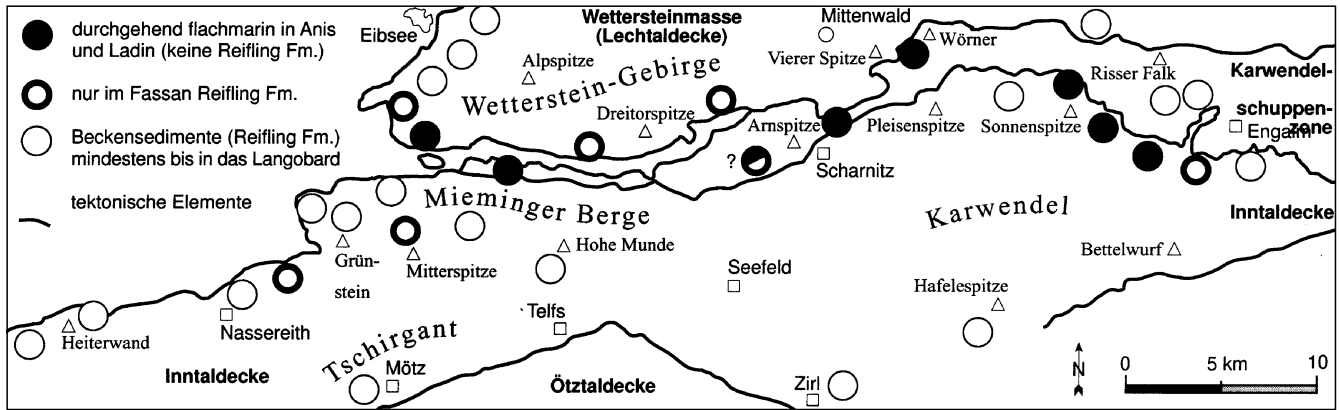 durchgehend flachmarin in Anis
und Ladin (keine Reifling Fm.)
nur im Fassan Reifling Fm.
Beckensedimente (Reifling Fm.)
mindestens bis in das Langobard
tektonische Elemente
Eibsee
Wettersteinmasse
(Lechtaldecke)
Mittenwald
Vierer Spitze
Wörner
Alpspitze
Wetterstein-Gebirge
Dreitorspitze
Arnspitze
Pleisenspitze
Sonnenspitze
Risser Falk
Karwendel-
schuppen-
zone
Engalm
?
Scharnitz
Mieminger Berge
Karwendel
Inntaldecke
Grün-
stein
Mitterspitze
Hohe Munde
Seefeld
Bettelwurf
Hafelespitze
Heiterwand
Nassereith
Telfs
Tschirgant
Inntaldecke
Mötz
Ötztaldecke
Zirl
N
0 5 km 10